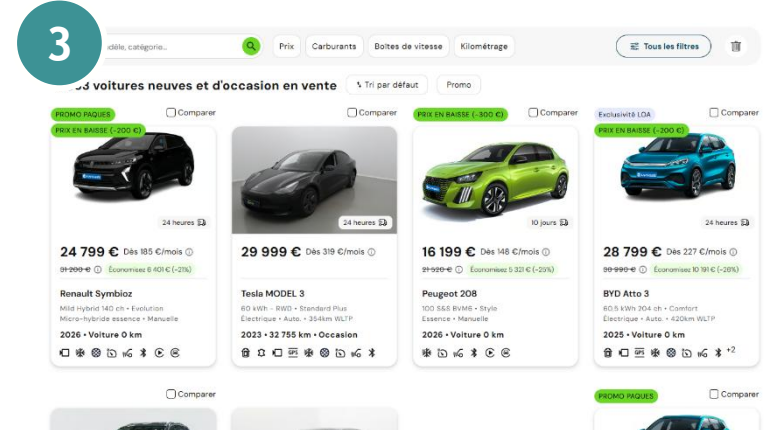 3
dèle, catégorie...
Prix
Carburants
Boîtes de vitesse
Kilométrage
Tous les filtres
voitures neuves et d'occasion en vente
Tri par défaut
Promo
PROMO PAQUES
Comparer
PRIX EN BAISSE (-200 €)
24 heures
24 799 € Dès 185 €/mois
31 200 € Économisez 6 401 € (-21%)
Renault Symbioz
Mild Hybrid 140 ch • Evolution
Micro-hybride essence • Manuelle
2026 • Voiture 0 km
Comparer
24 heures
29 999 € Dès 319 €/mois
Tesla MODEL 3
60 kWh - RWD • Standard Plus
Électrique • Auto. • 354km WLTP
2023 • 32 755 km • Occasion
GPS
PRIX EN BAISSE (-300 €)
Comparer
10 jours
16 199 € Dès 148 €/mois
21 520 € Économisez 5 321 € (-25%)
Peugeot 208
100 S&S BVM6 • Style
Essence • Manuelle
2026 • Voiture 0 km
Exclusivité LOA
Comparer
PRIX EN BAISSE (-200 €)
24 heures
28 799 € Dès 227 €/mois
38 990 € Économisez 10 191 € (-26%)
BYD Atto 3
60,5 kWh 204 ch • Comfort
Électrique • Auto. • 420km WLTP
2025 • Voiture 0 km
GPS
+2
Comparer
Comparer
PROMO PAQUES
Comparer